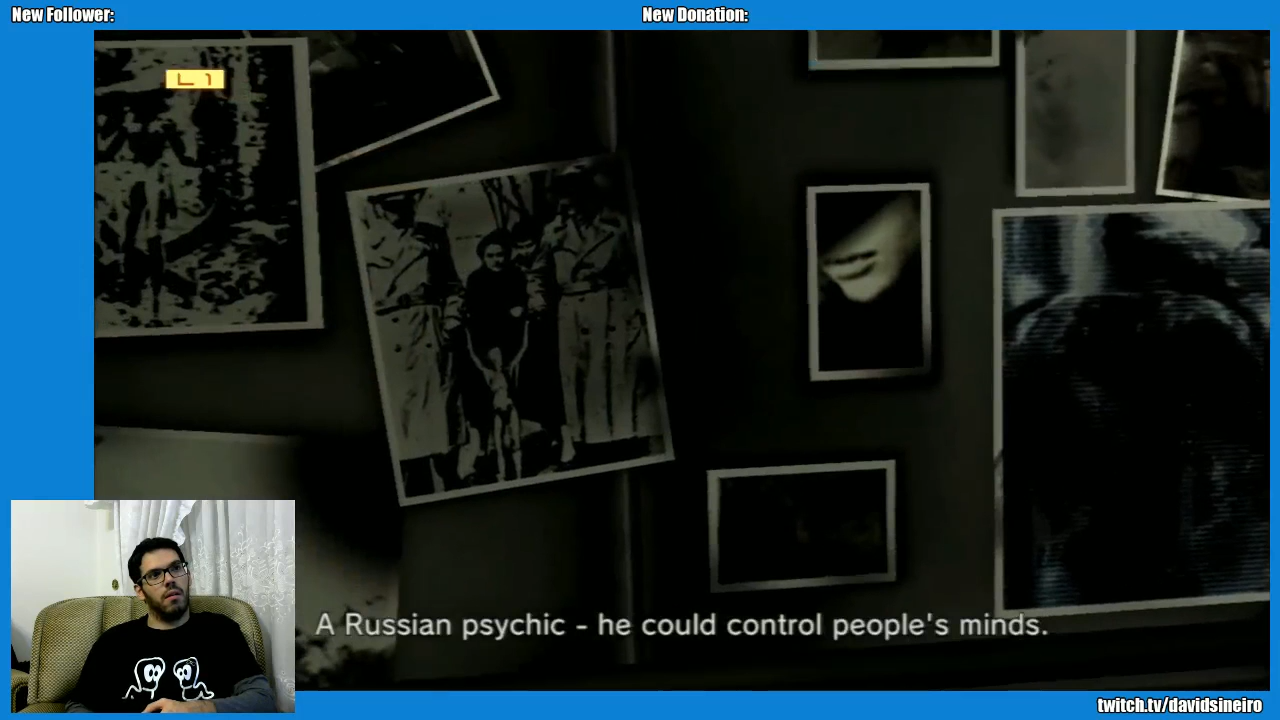 New Follower:
New Donation:
L1
A Russian psychic - he could control people's minds.
twitch.tv/davidsineiro